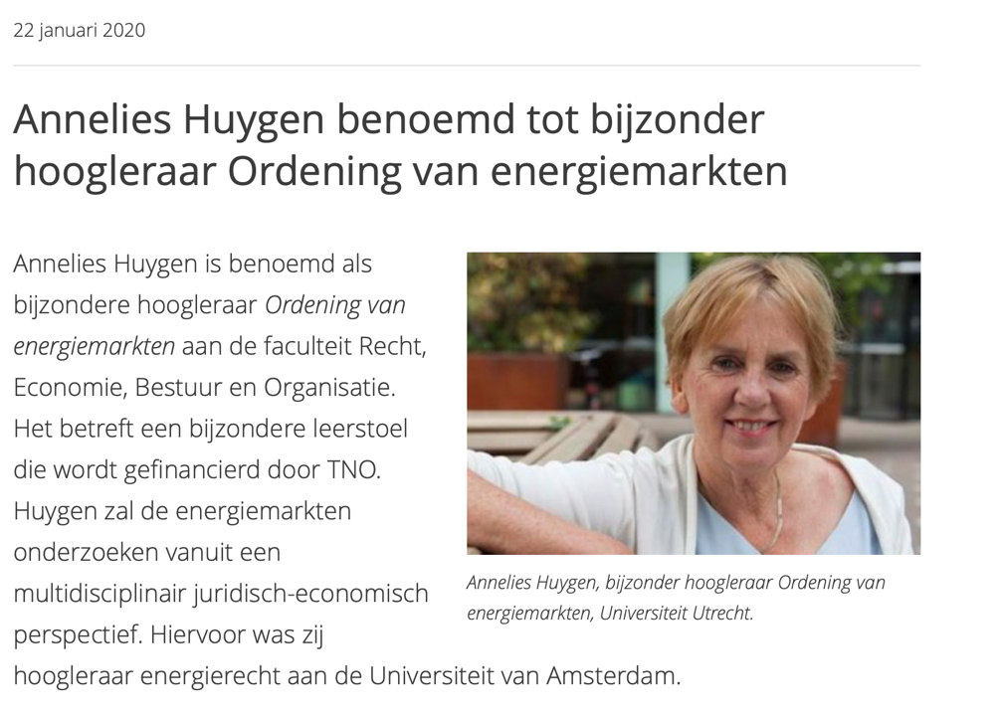 22 januari 2020
Annelies Huygen benoemd tot bijzonder
hoogleraar Ordening van energiemarkten
Annelies Huygen is benoemd als
bijzondere hoogleraar Ordening van
energiemarkten aan de faculteit Recht,
Economie, Bestuur en Organisatie.
Het betreft een bijzondere leerstoel
die wordt gefinancierd door TNO.
Huygen zal de energiemarkten
onderzoeken vanuit een
multidisciplinair juridisch-economisch
perspectief. Hiervoor was zij
hoogleraar energierecht aan de Universiteit van Amsterdam.
Annelies Huygen, bijzonder hoogleraar Ordening van
energiemarkten, Universiteit Utrecht.